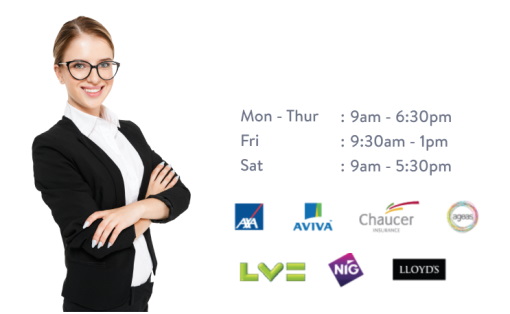 Mon - Thur : 9am - 6:30pm
Fri : 9:30am - 1pm
Sat : 9am - 5:30pm
AXA AVIVA Chaucer INSURANCE ageas
LV= NIG LLOYD'S